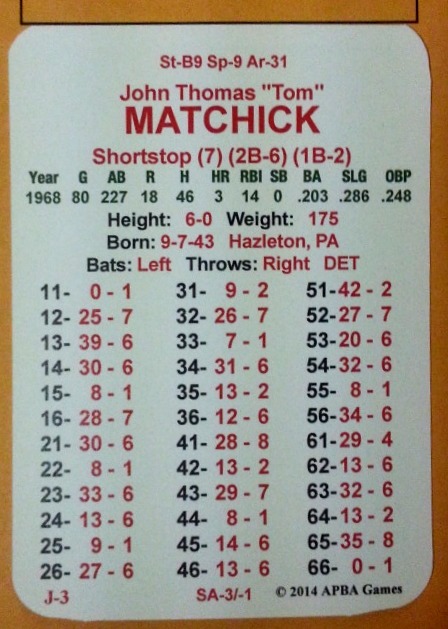 St-B9 Sp-9 Ar-31
John Thomas "Tom"
MATCHICK
Shortstop (7) (2B-6) (1B-2)
Year G AB R H HR RBI SB BA SLG OBP
1968 80 227 18 46 3 14 0 .203 .286 .248
Height: 6-0 Weight: 175
Born: 9-7-43 Hazleton, PA
Bats: Left Throws: Right DET
11- 0 - 1 31- 9 - 2 51-42 - 2
12- 25 - 7 32- 26 - 7 52-27 - 7
13- 39 - 6 33- 7 - 1 53-20 - 6
14- 30 - 6 34- 31 - 6 54-32 - 6
15- 8 - 1 35- 13 - 2 55- 8 - 1
16- 28 - 7 36- 12 - 6 56-34 - 6
21- 30 - 6 41- 28 - 8 61-29 - 4
22- 8 - 1 42- 13 - 2 62-13 - 6
23- 33 - 6 43- 29 - 7 63-32 - 6
24- 13 - 6 44- 8 - 1 64-13 - 2
25- 9 - 1 45- 14 - 6 65-35 - 8
26- 27 - 6 46- 13 - 6 66- 0 - 1
J-3 SA-3/-1 © 2014 APBA Games